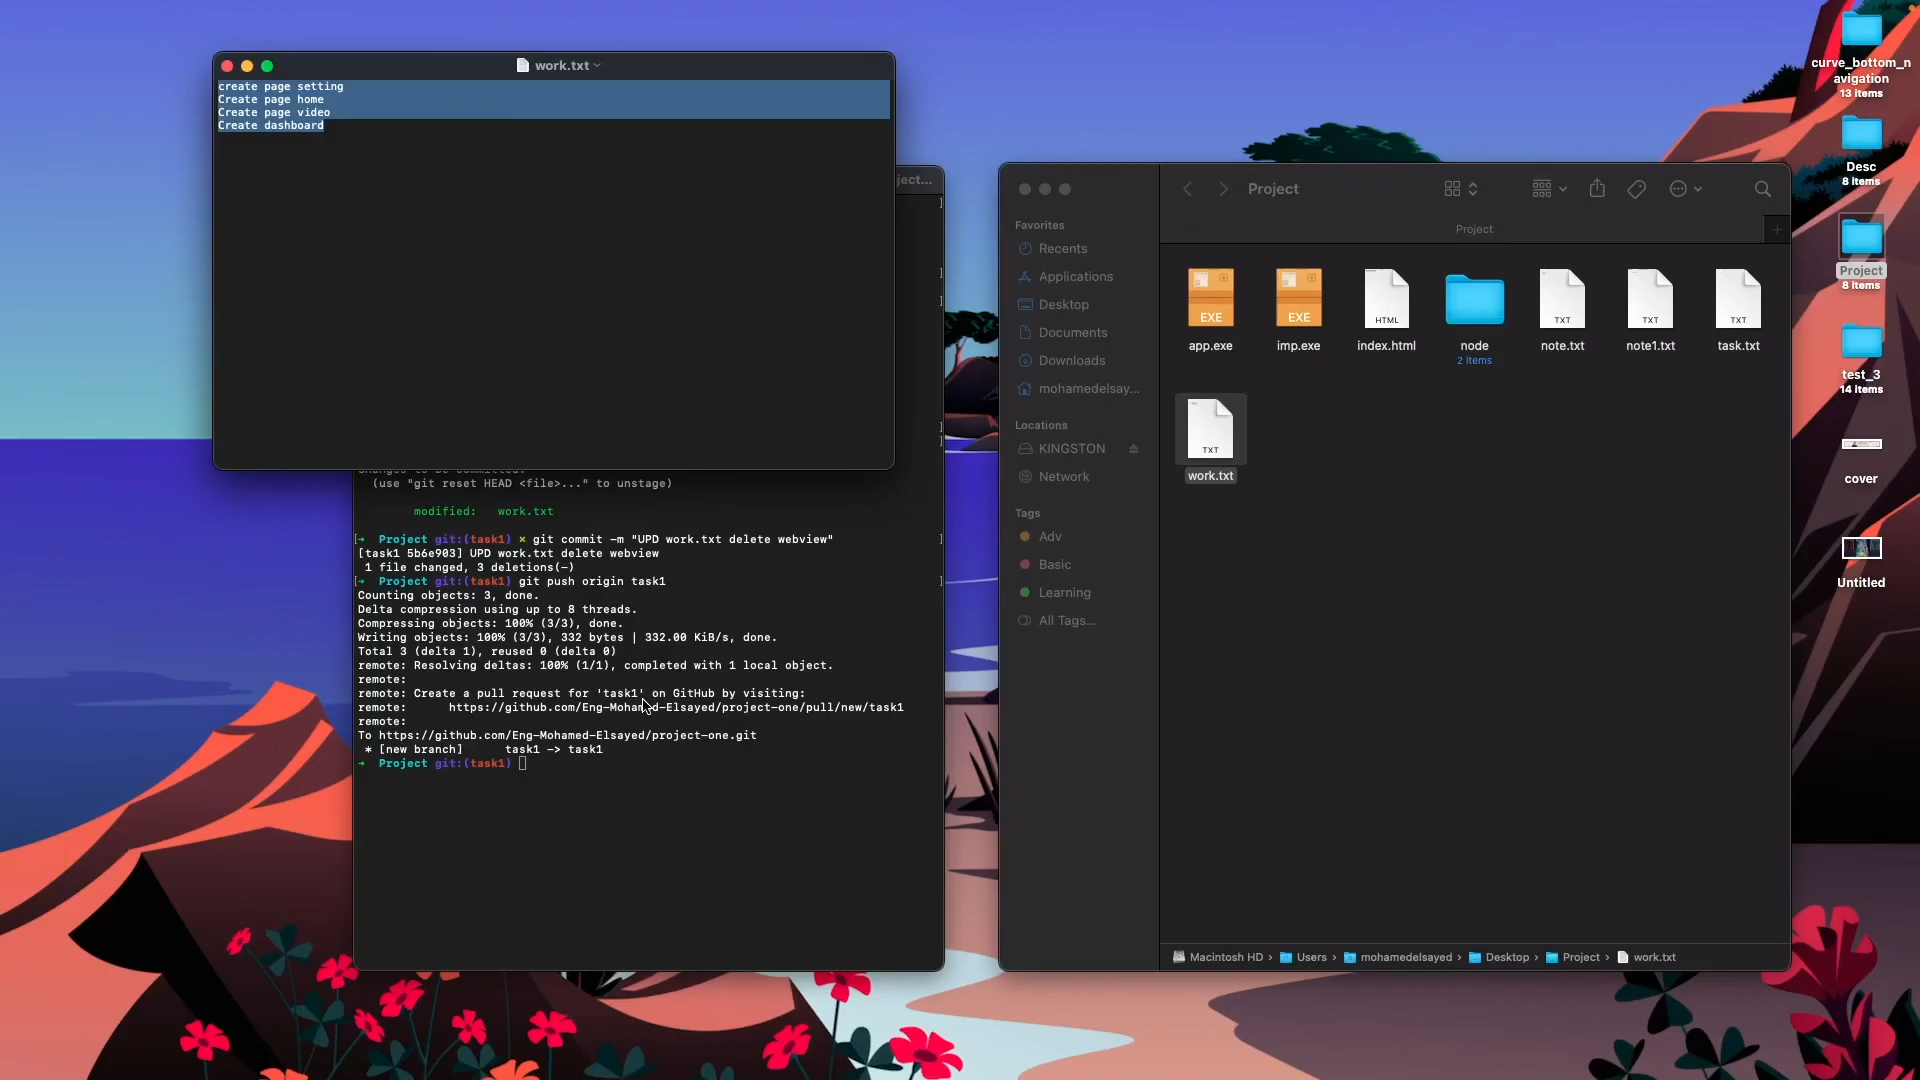 work.txt
create page setting
Create page home
Create page video
Create dashboard
ject...
(use "git reset HEAD <file>..." to unstage)
modified:   work.txt
[→ Project git:(task1) × git commit -m "UPD work.txt delete webview" ]
[task1 5b6e903] UPD work.txt delete webview
1 file changed, 3 deletions(-)
[→ Project git:(task1) git push origin task1 ]
Counting objects: 3, done.
Delta compression using up to 8 threads.
Compressing objects: 100% (3/3), done.
Writing objects: 100% (3/3), 332 bytes | 332.00 KiB/s, done.
Total 3 (delta 1), reused 0 (delta 0)
remote: Resolving deltas: 100% (1/1), completed with 1 local object.
remote:
remote: Create a pull request for 'task1' on GitHub by visiting:
remote:      https://github.com/Eng-Mohamed-Elsayed/project-one/pull/new/task1
remote:
To https://github.com/Eng-Mohamed-Elsayed/project-one.git
* [new branch]      task1 -> task1
→ Project git:(task1)
Project
Project
Favorites
Recents
Applications
Desktop
Documents
Downloads
mohamedelsay...
Locations
KINGSTON
Network
Tags
Adv
Basic
Learning
All Tags...
EXE
app.exe
EXE
imp.exe
HTML
index.html
node
2 items
TXT
note.txt
TXT
note1.txt
TXT
task.txt
TXT
work.txt
Macintosh HD › Users › mohamedelsayed › Desktop › Project › work.txt
curve_bottom_n
avigation
13 items
Desc
8 items
Project
8 items
test_3
14 items
cover
Untitled